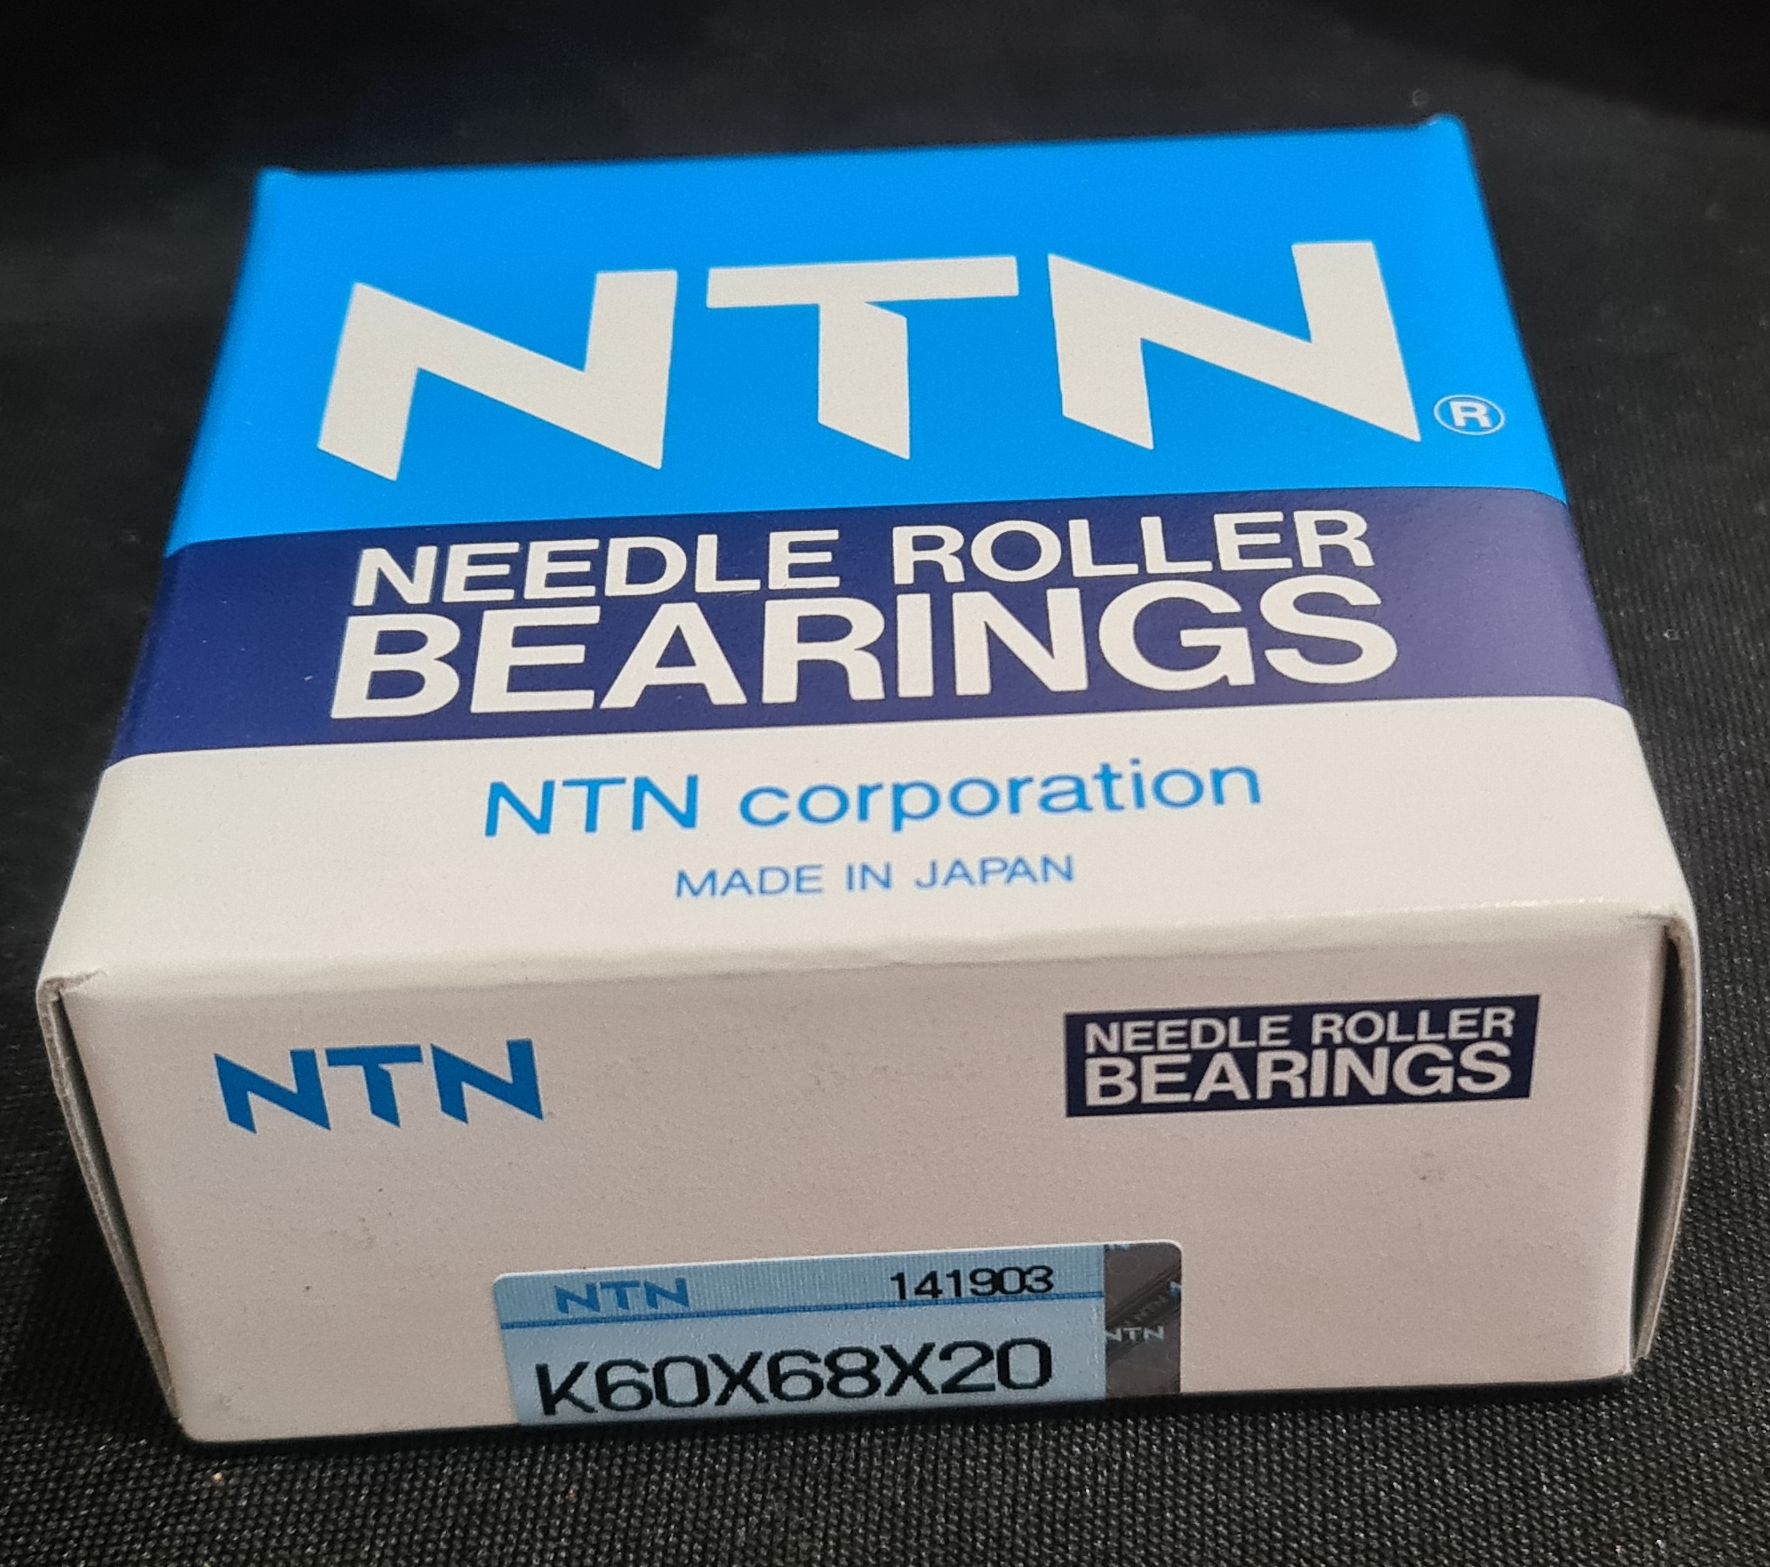 NTN®
NEEDLE ROLLER
BEARINGS
NTN corporation
MADE IN JAPAN
NTN
NEEDLE ROLLER
BEARINGS
NTN 141903
K60X68X20
NTN